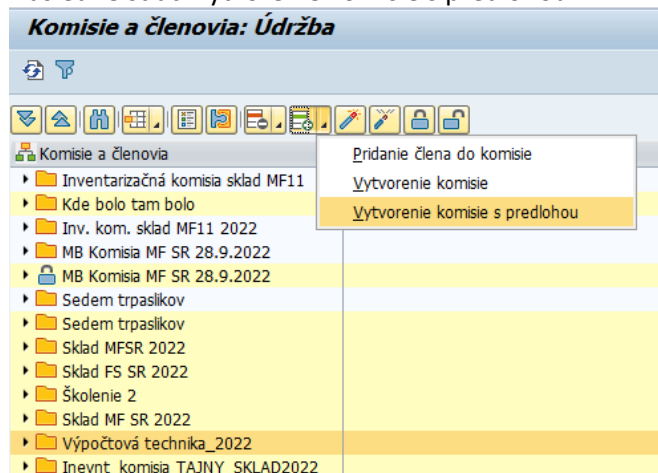 Komisie a členovia: Údržba
Komisie a členovia
Pridanie člena do komisie
Vytvorenie komisie
Vytvorenie komisie s predlohou
Inventarizačná komisia sklad MF11
Kde bolo tam bolo
Inv. kom. sklad MF11 2022
MB Komisia MF SR 28.9.2022
MB Komisia MF SR 28.9.2022
Sedem trpaslikov
Sedem trpaslikov
Sklad MFSR 2022
Sklad FS SR 2022
Školenie 2
Sklad MF SR 2022
Výpočtová technika_2022
Ineynt_komisia TAJNY_SKLAD2022